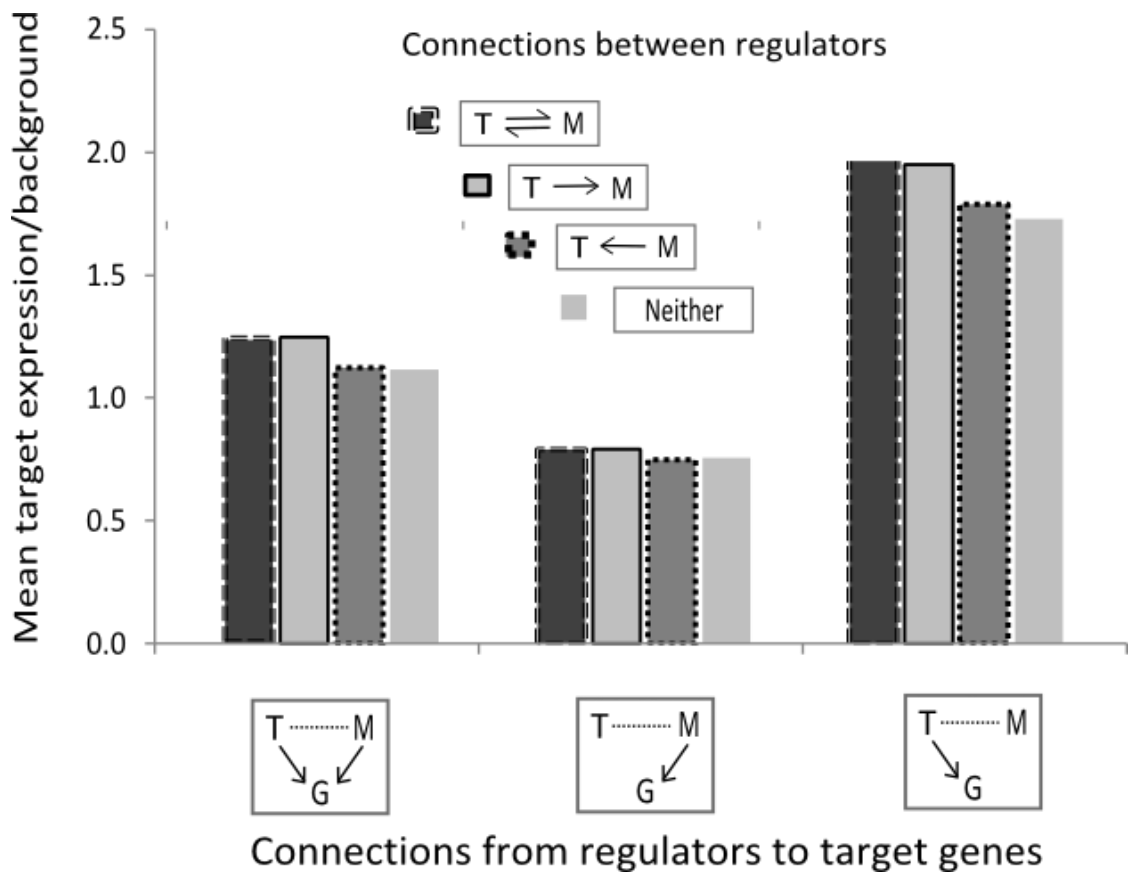 Mean target expression/background
2.5
2.0
1.5
1.0
0.5
0.0
Connections between regulators
T ⇌ M
T → M
T ← M
Neither
T M
G
T M
G
T M
G
Connections from regulators to target genes